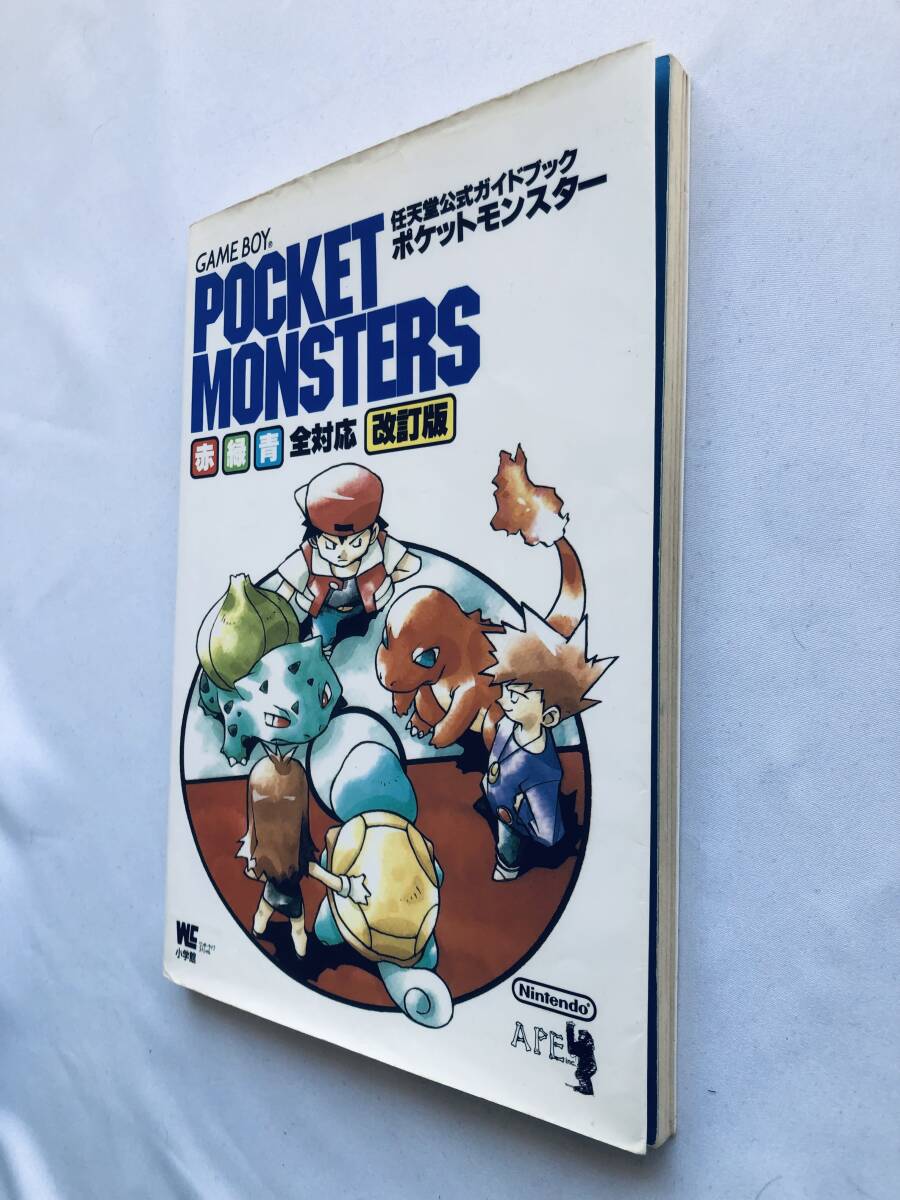 GAME BOY®
任天堂公式ガイドブック
ポケットモンスター
POCKET
MONSTERS
赤 緑 青 全対応 改訂版
WC
小学館
Nintendo®
APE inc.